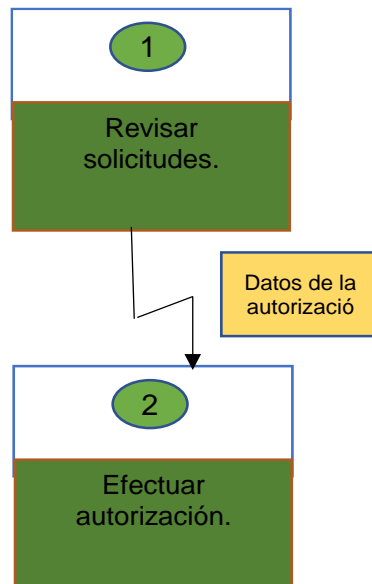 1
Revisar
solicitudes.
Datos de la
autorizació
2
Efectuar
autorización.